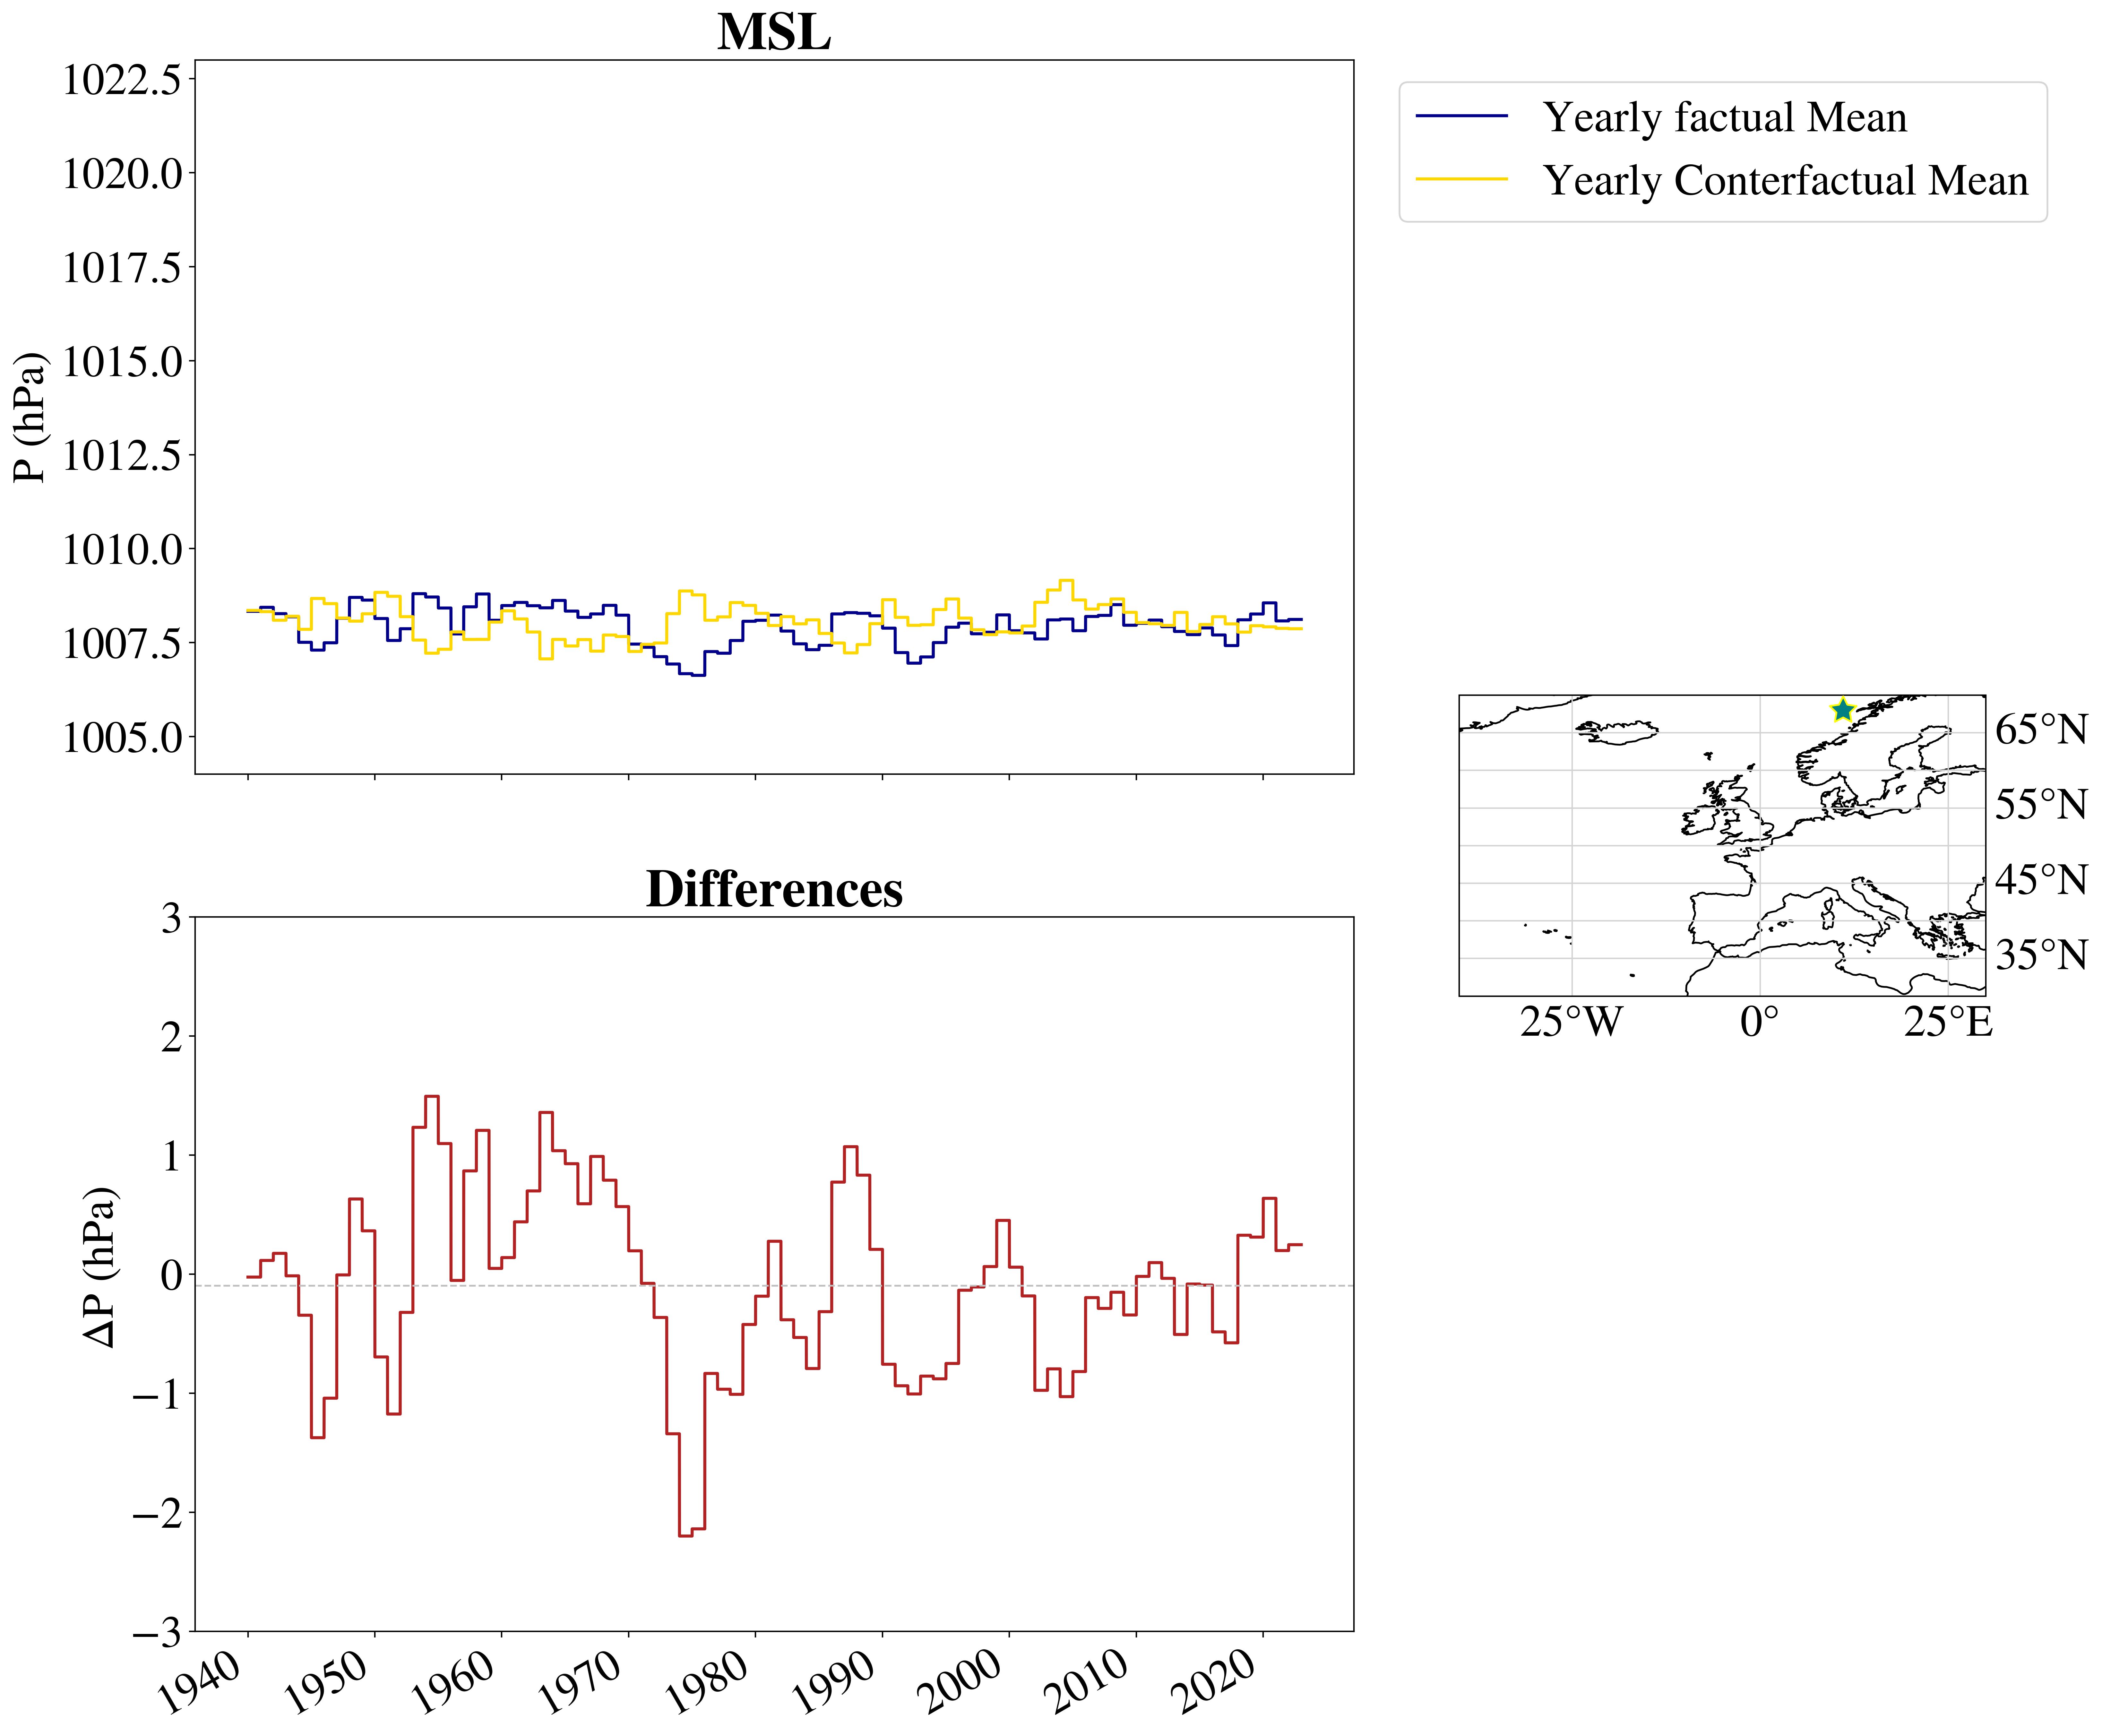 MSL
1022.5
1020.0
1017.5
1015.0
1012.5
1010.0
1007.5
1005.0
P (hPa)
Yearly factual Mean
Yearly Conterfactual Mean
65°N
55°N
45°N
35°N
25°W 0° 25°E
Differences
3
2
1
0
−1
−2
−3
ΔP (hPa)
1940 1950 1960 1970 1980 1990 2000 2010 2020